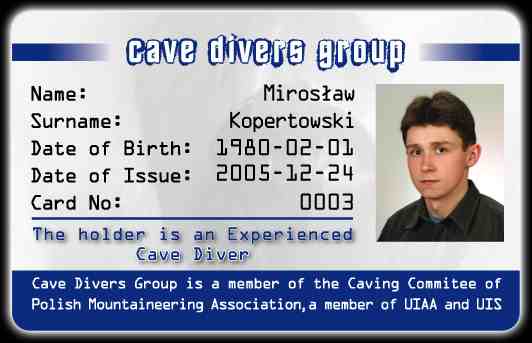 cave divers group
Name: Mirosław
Surname: Kopertowski
Date of Birth: 1980-02-01
Date of Issue: 2005-12-24
Card No: 0003
The holder is an Experienced
Cave Diver
Cave Divers Group is a member of the Caving Commitee of
Polish Mountaineering Association, a member of UIAA and UIS